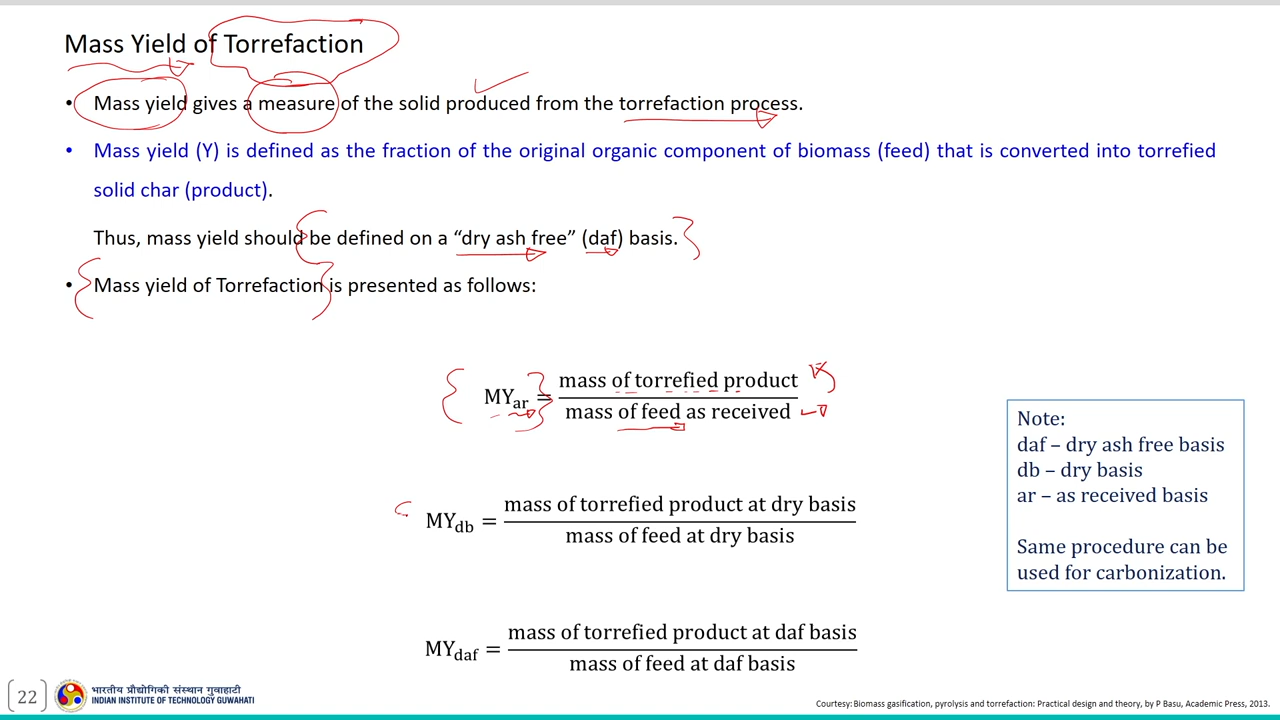 Mass Yield of Torrefaction
• Mass yield gives a measure of the solid produced from the torrefaction process.
• Mass yield (Y) is defined as the fraction of the original organic component of biomass (feed) that is converted into torrefied
solid char (product).
Thus, mass yield should be defined on a “dry ash free” (daf) basis.
• Mass yield of Torrefaction is presented as follows:
MYar = mass of torrefied product
mass of feed as received
MYdb = mass of torrefied product at dry basis
mass of feed at dry basis
MYdaf = mass of torrefied product at daf basis
mass of feed at daf basis
Note:
daf – dry ash free basis
db – dry basis
ar – as received basis
Same procedure can be
used for carbonization.
22
भारतीय प्रौद्योगिकी संस्थान गुवाहाटी
INDIAN INSTITUTE OF TECHNOLOGY GUWAHATI
Courtesy: Biomass gasification, pyrolysis and torrefaction: Practical design and theory, by P Basu, Academic Press, 2013.